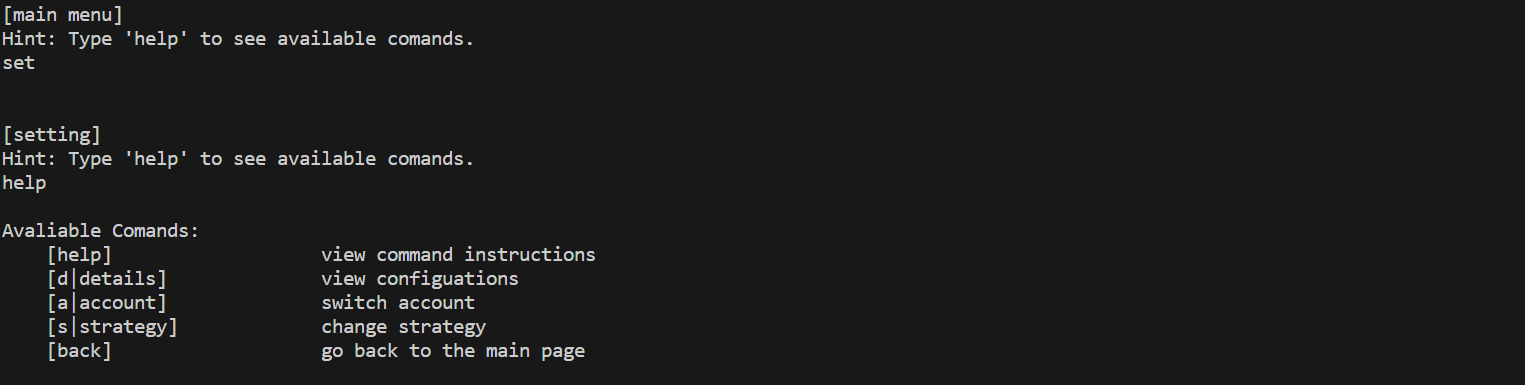 [main menu]
Hint: Type 'help' to see available comands.
set
[setting]
Hint: Type 'help' to see available comands.
help
Avaliable Comands:
[help] view command instructions
[d|details] view configuations
[a|account] switch account
[s|strategy] change strategy
[back] go back to the main page